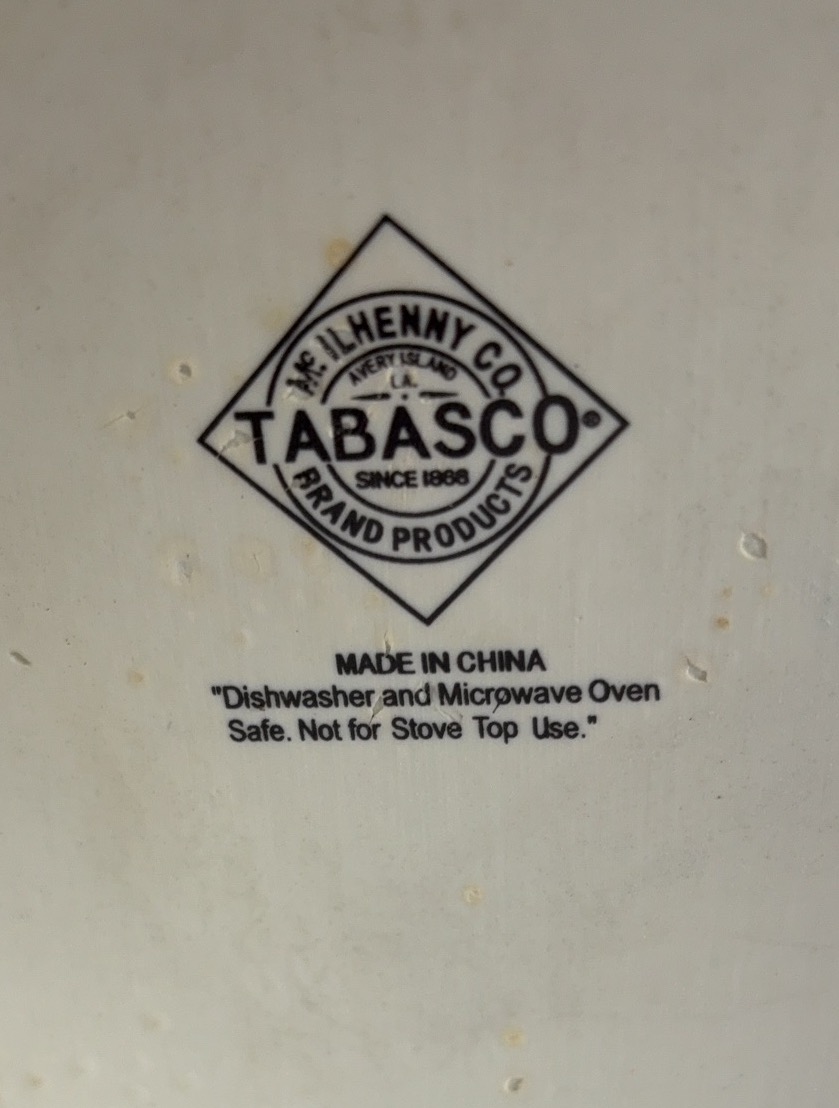 McILHENNY CO.
AVERY ISLAND
LA.
TABASCO®
SINCE 1868
BRAND PRODUCTS
MADE IN CHINA
"Dishwasher and Microwave Oven
Safe. Not for Stove Top Use."